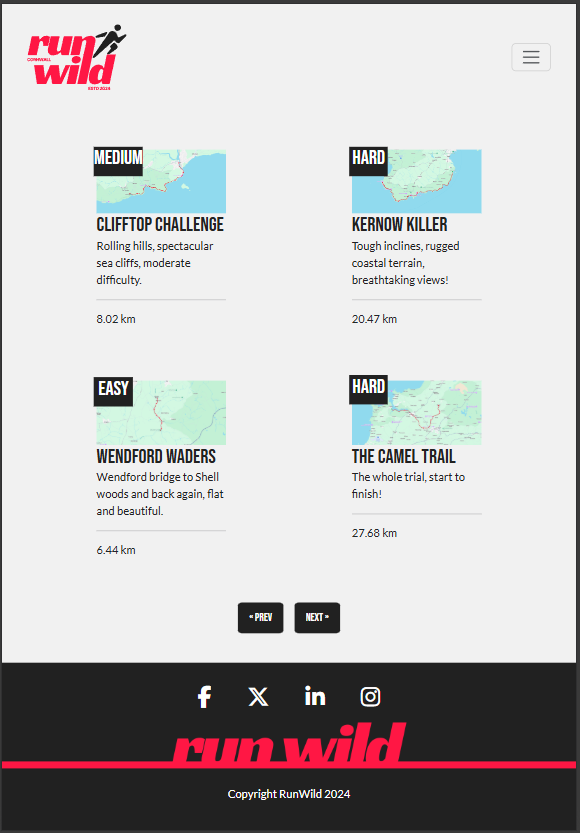 run
CORNWALL
wild
ESTD 2024
MEDIUM
CLIFFTOP CHALLENGE
Rolling hills, spectacular
sea cliffs, moderate
difficulty.
8.02 km
HARD
KERNOW KILLER
Tough inclines, rugged
coastal terrain,
breathtaking views!
20.47 km
EASY
WENDFORD WADERS
Wendford bridge to Shell
woods and back again, flat
and beautiful.
6.44 km
HARD
THE CAMEL TRAIL
The whole trial, start to
finish!
27.68 km
« PREV
NEXT »
run wild
Copyright RunWild 2024